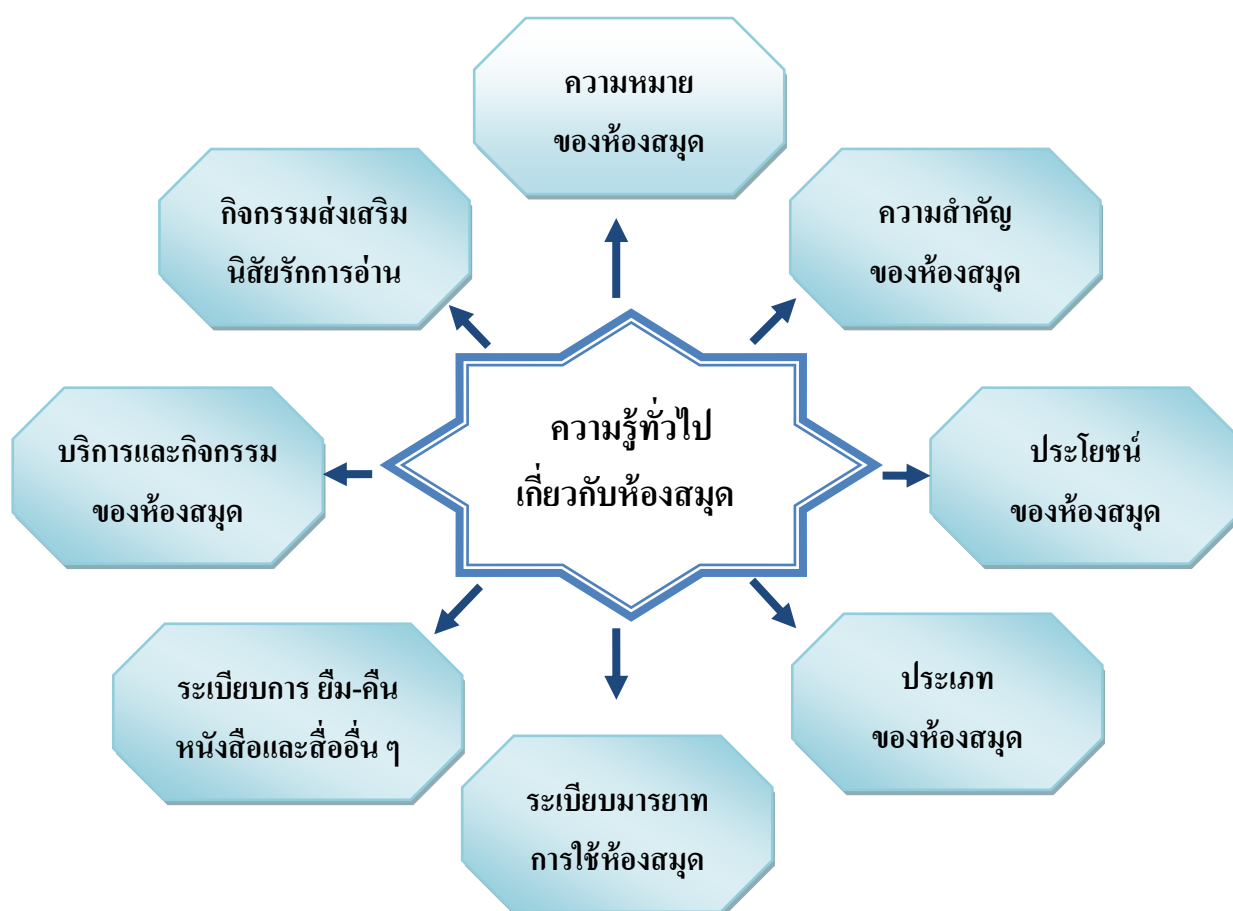 ความหมาย
ของห้องสมุด
กิจกรรมส่งเสริม
นิสัยรักการอ่าน
ความสำคัญ
ของห้องสมุด
ความรู้ทั่วไป
เกี่ยวกับห้องสมุด
บริการและกิจกรรม
ของห้องสมุด
ประโยชน์
ของห้องสมุด
ระเบียบการ ยืม-คืน
หนังสือและสื่ออื่น ๆ
ประเภท
ของห้องสมุด
ระเบียบมารยาท
การใช้ห้องสมุด